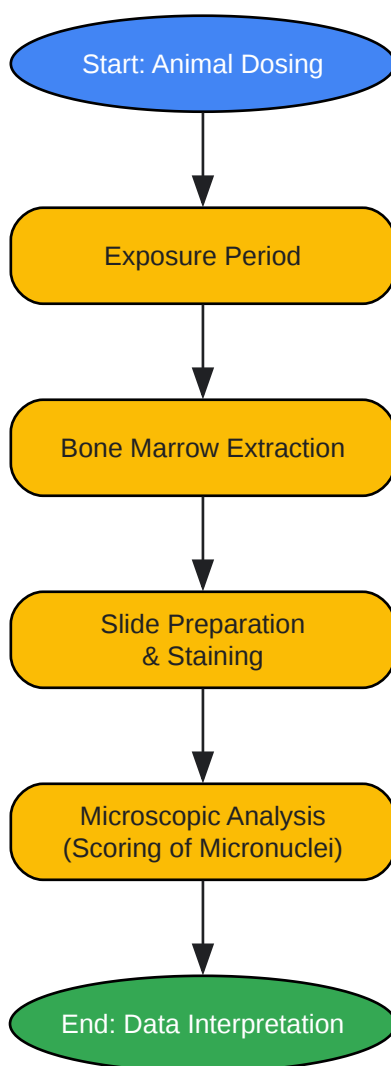 Start: Animal Dosing
Exposure Period
Bone Marrow Extraction
Slide Preparation
& Staining
Microscopic Analysis
(Scoring of Micronuclei)
End: Data Interpretation